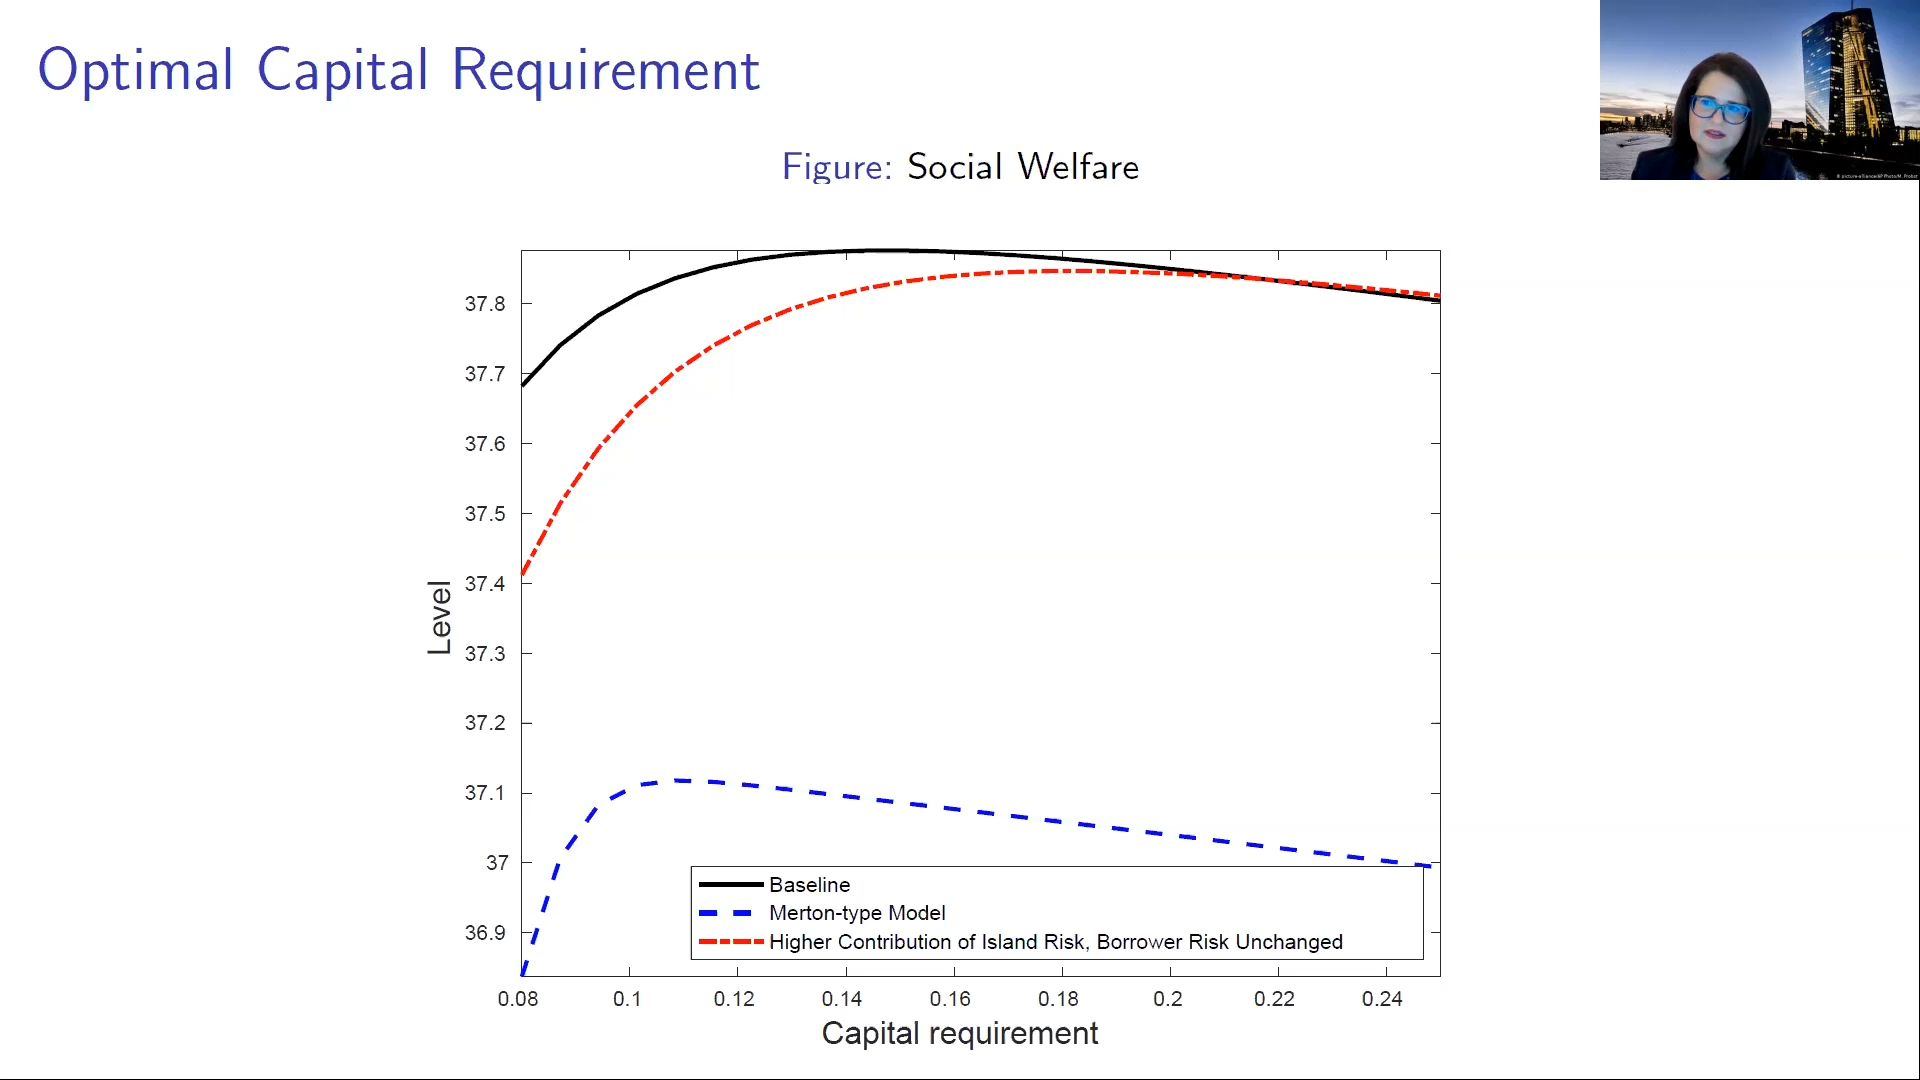 Optimal Capital Requirement
Figure: Social Welfare
37.8
37.7
37.6
37.5
37.4
37.3
37.2
37.1
37
36.9
Level
Baseline
Merton-type Model
Higher Contribution of Island Risk, Borrower Risk Unchanged
0.08 0.1 0.12 0.14 0.16 0.18 0.2 0.22 0.24
Capital requirement